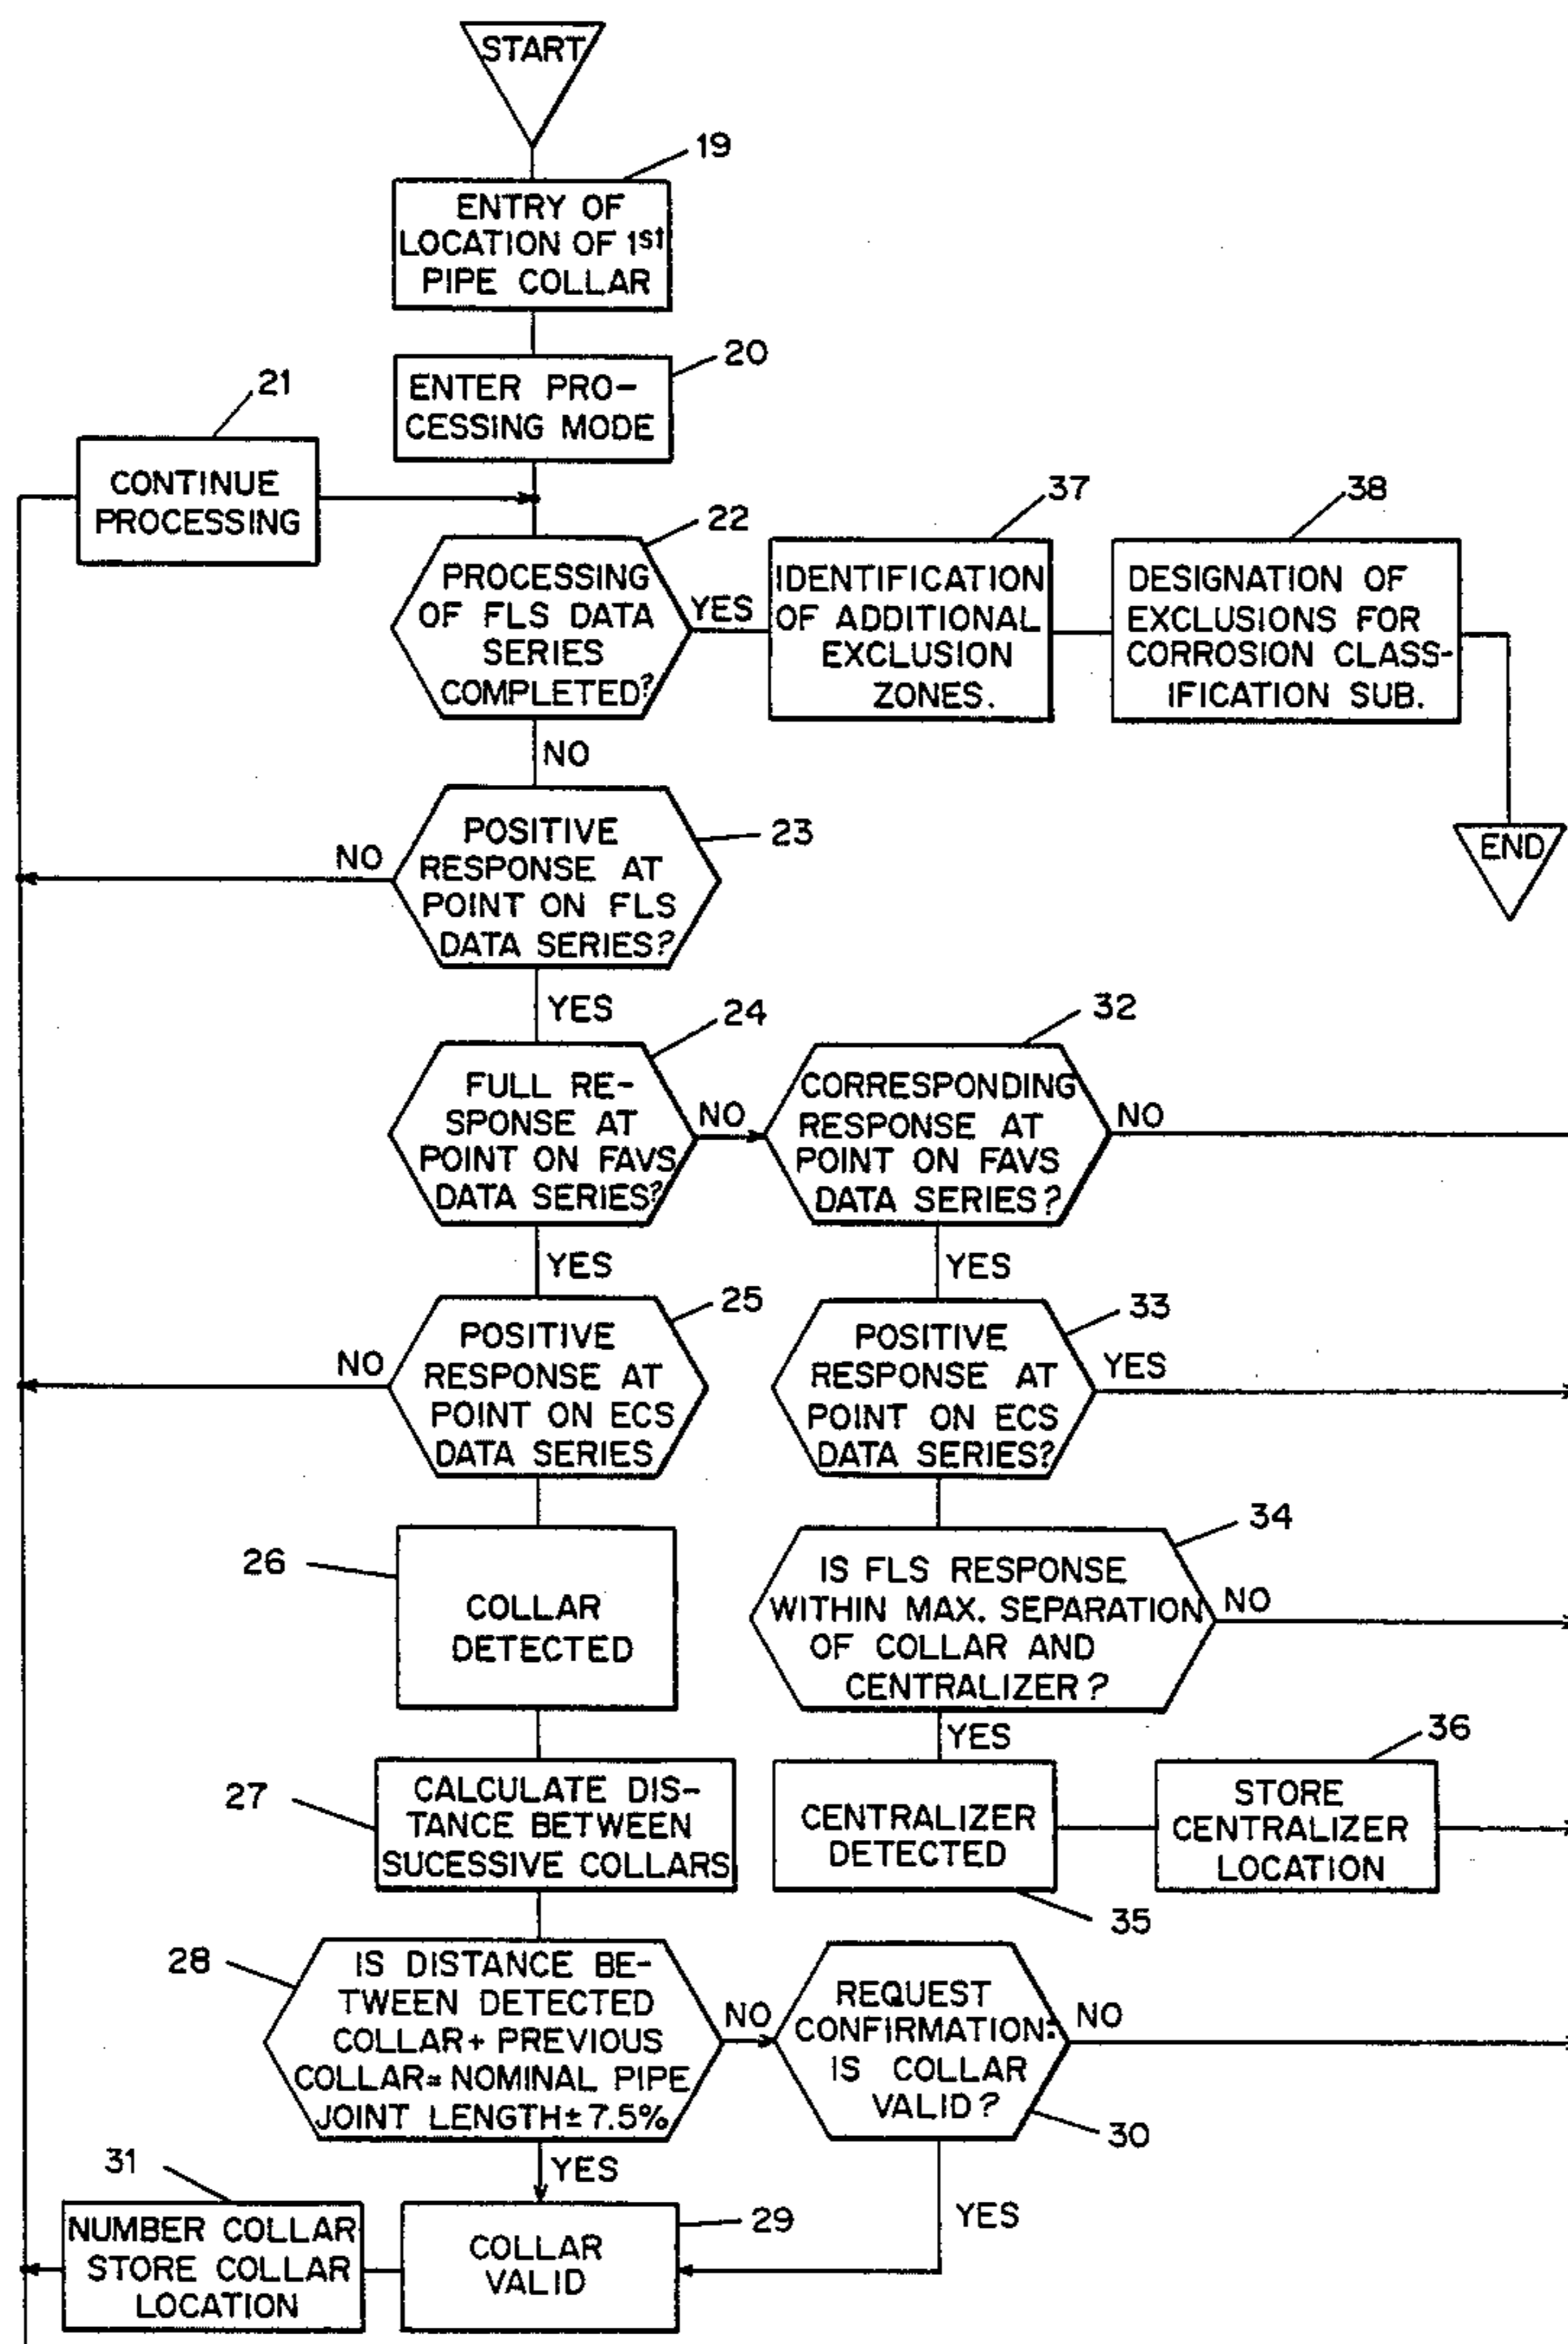 START
19
ENTRY OF
LOCATION OF 1st
PIPE COLLAR
20
ENTER PRO-
CESSING MODE
21
CONTINUE
PROCESSING
22
PROCESSING
OF FLS DATA
SERIES
COMPLETED?
YES
37
IDENTIFICATION
OF ADDITIONAL
EXCLUSION
ZONES.
38
DESIGNATION OF
EXCLUSIONS FOR
CORROSION CLASS-
IFICATION SUB.
END
NO
23
POSITIVE
RESPONSE AT
POINT ON FLS
DATA SERIES?
NO
YES
24
FULL RE-
SPONSE AT
POINT ON FAVS
DATA SERIES?
NO
32
CORRESPONDING
RESPONSE AT
POINT ON FAVS
DATA SERIES?
NO
YES
YES
25
POSITIVE
RESPONSE AT
POINT ON ECS
DATA SERIES
NO
33
POSITIVE
RESPONSE AT
POINT ON ECS
DATA SERIES?
YES
26
COLLAR
DETECTED
34
IS FLS RESPONSE
WITHIN MAX. SEPARATION
OF COLLAR AND
CENTRALIZER?
NO
YES
27
CALCULATE DIS-
TANCE BETWEEN
SUCESSIVE COLLARS
CENTRALIZER
DETECTED
35
36
STORE
CENTRALIZER
LOCATION
28
IS DISTANCE BE-
TWEEN DETECTED
COLLAR + PREVIOUS
COLLAR≈ NOMINAL PIPE
JOINT LENGTH ± 7.5%
NO
REQUEST
CONFIRMATION:
IS COLLAR
VALID?
NO
30
YES
YES
31
NUMBER COLLAR
STORE COLLAR
LOCATION
COLLAR
VALID
29